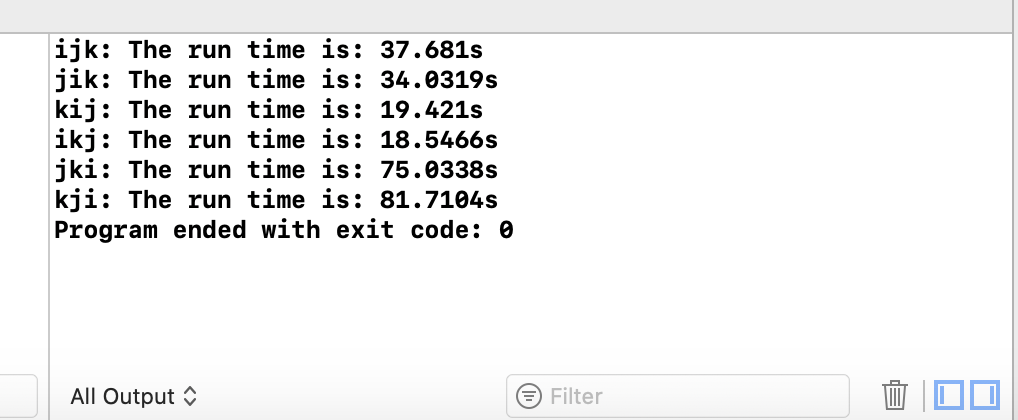 ijk: The run time is: 37.681s
jik: The run time is: 34.0319s
kij: The run time is: 19.421s
ikj: The run time is: 18.5466s
jki: The run time is: 75.0338s
kji: The run time is: 81.7104s
Program ended with exit code: 0
All Output
Filter